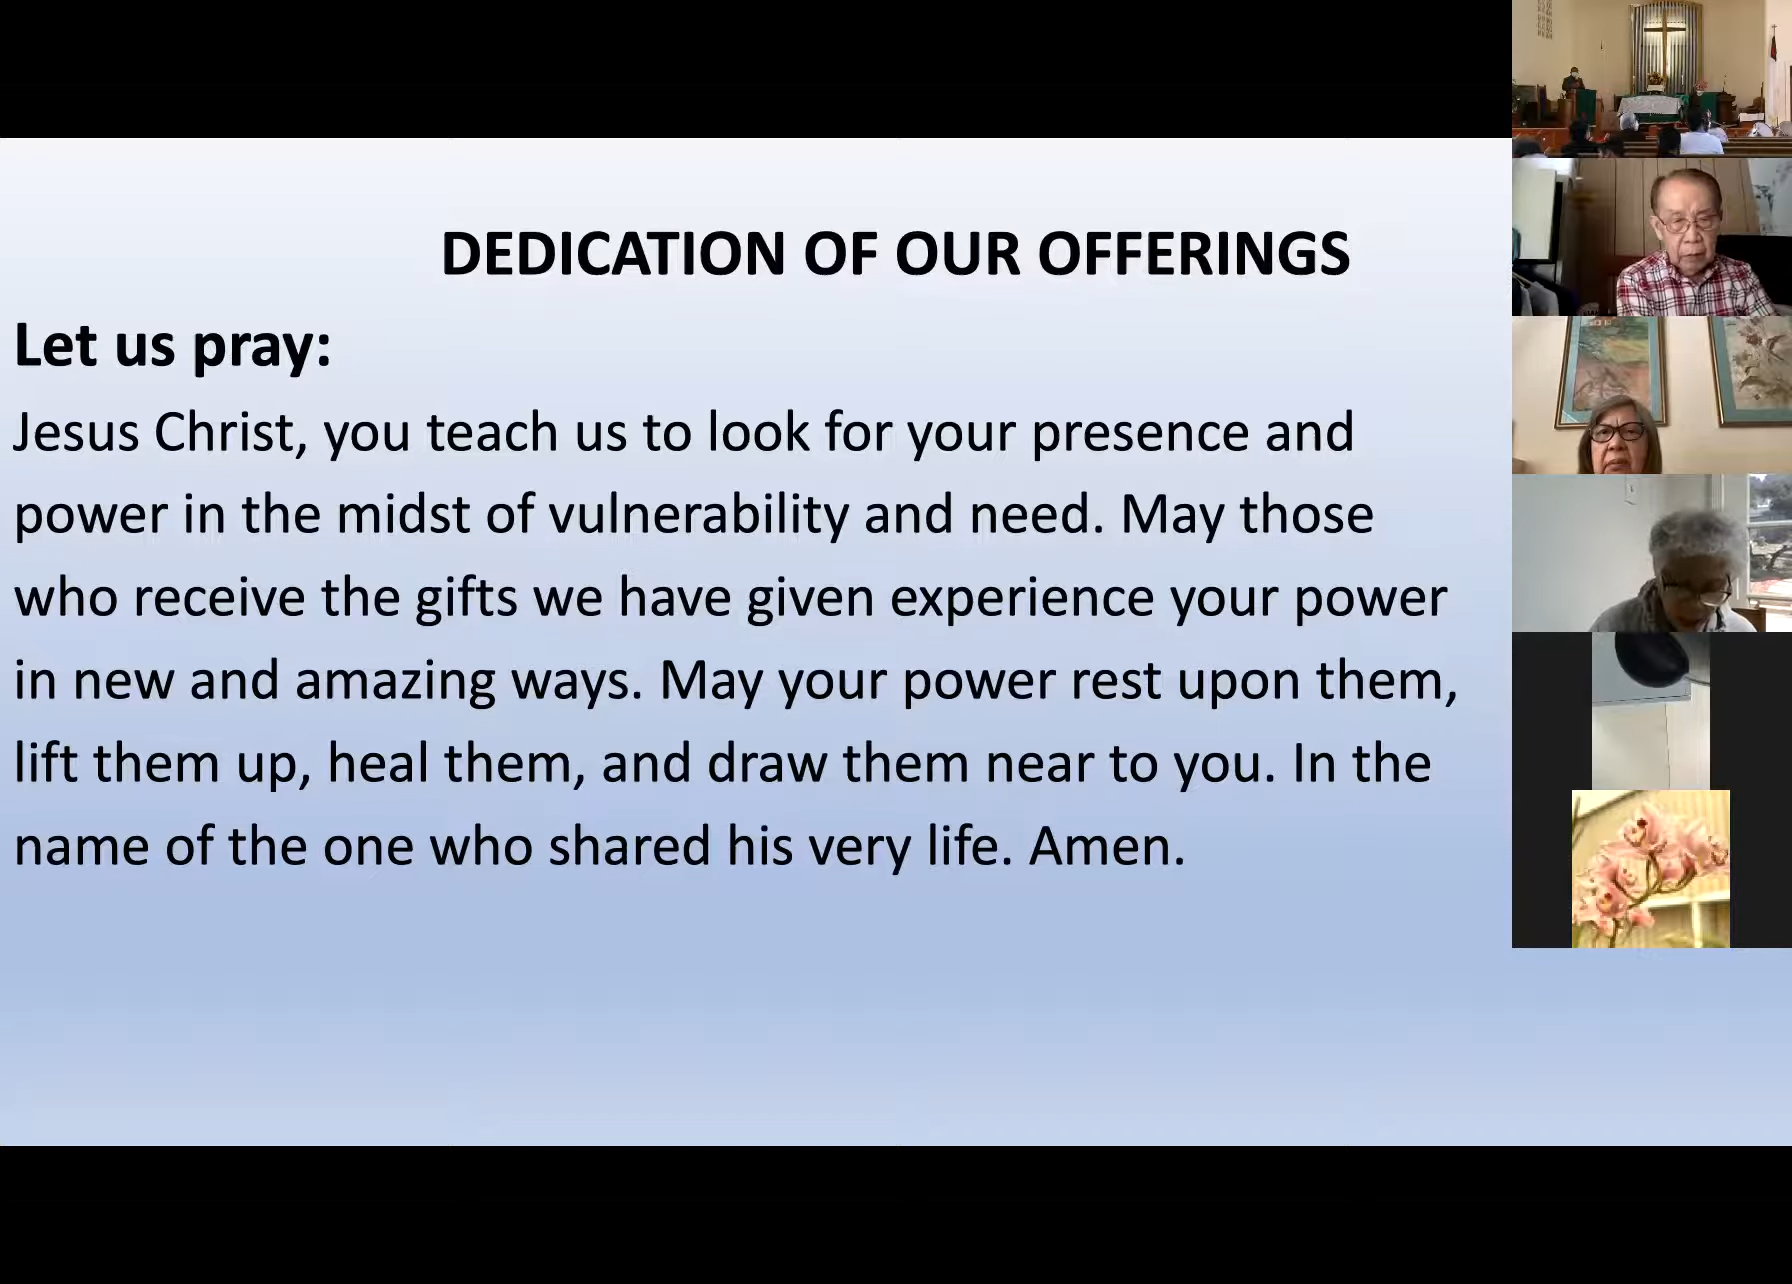 DEDICATION OF OUR OFFERINGS
Let us pray:
Jesus Christ, you teach us to look for your presence and
power in the midst of vulnerability and need. May those
who receive the gifts we have given experience your power
in new and amazing ways. May your power rest upon them,
lift them up, heal them, and draw them near to you. In the
name of the one who shared his very life. Amen.